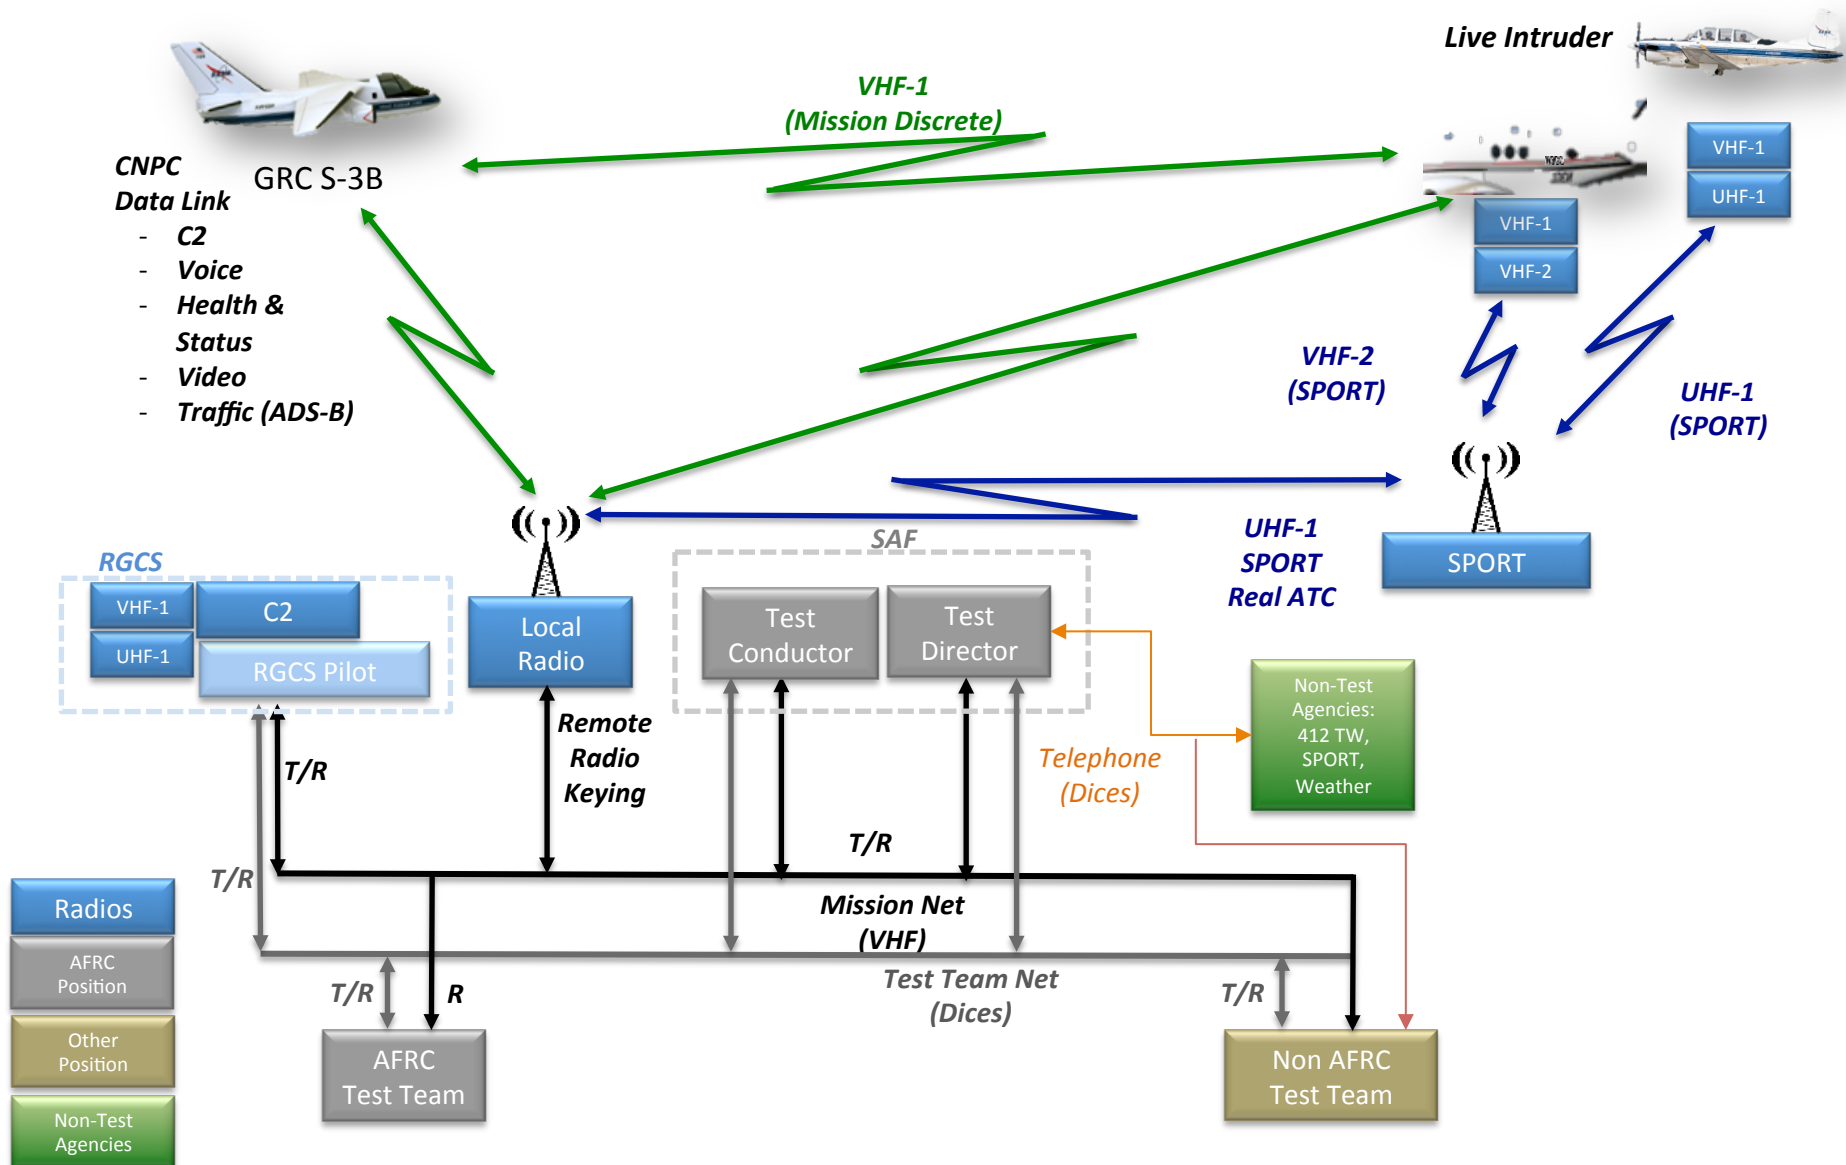 Live Intruder
VHF-1
(Mission Discrete)
VHF-1
UHF-1
GRC S-3B
CNPC
Data Link
- C2
- Voice
- Health &
Status
- Video
- Traffic (ADS-B)
VHF-1
VHF-2
VHF-2
(SPORT)
UHF-1
(SPORT)
SAF
UHF-1
SPORT
Real ATC
SPORT
RGCS
VHF-1
C2
UHF-1
RGCS Pilot
Local
Radio
Test
Conductor
Test
Director
Non-Test
Agencies:
412 TW,
SPORT,
Weather
Remote
Radio
Keying
Telephone
(Dices)
T/R
T/R
T/R
Mission Net
(VHF)
Test Team Net
(Dices)
T/R
R
T/R
Radios
AFRC
Position
Other
Position
Non-Test
Agencies
AFRC
Test Team
Non AFRC
Test Team